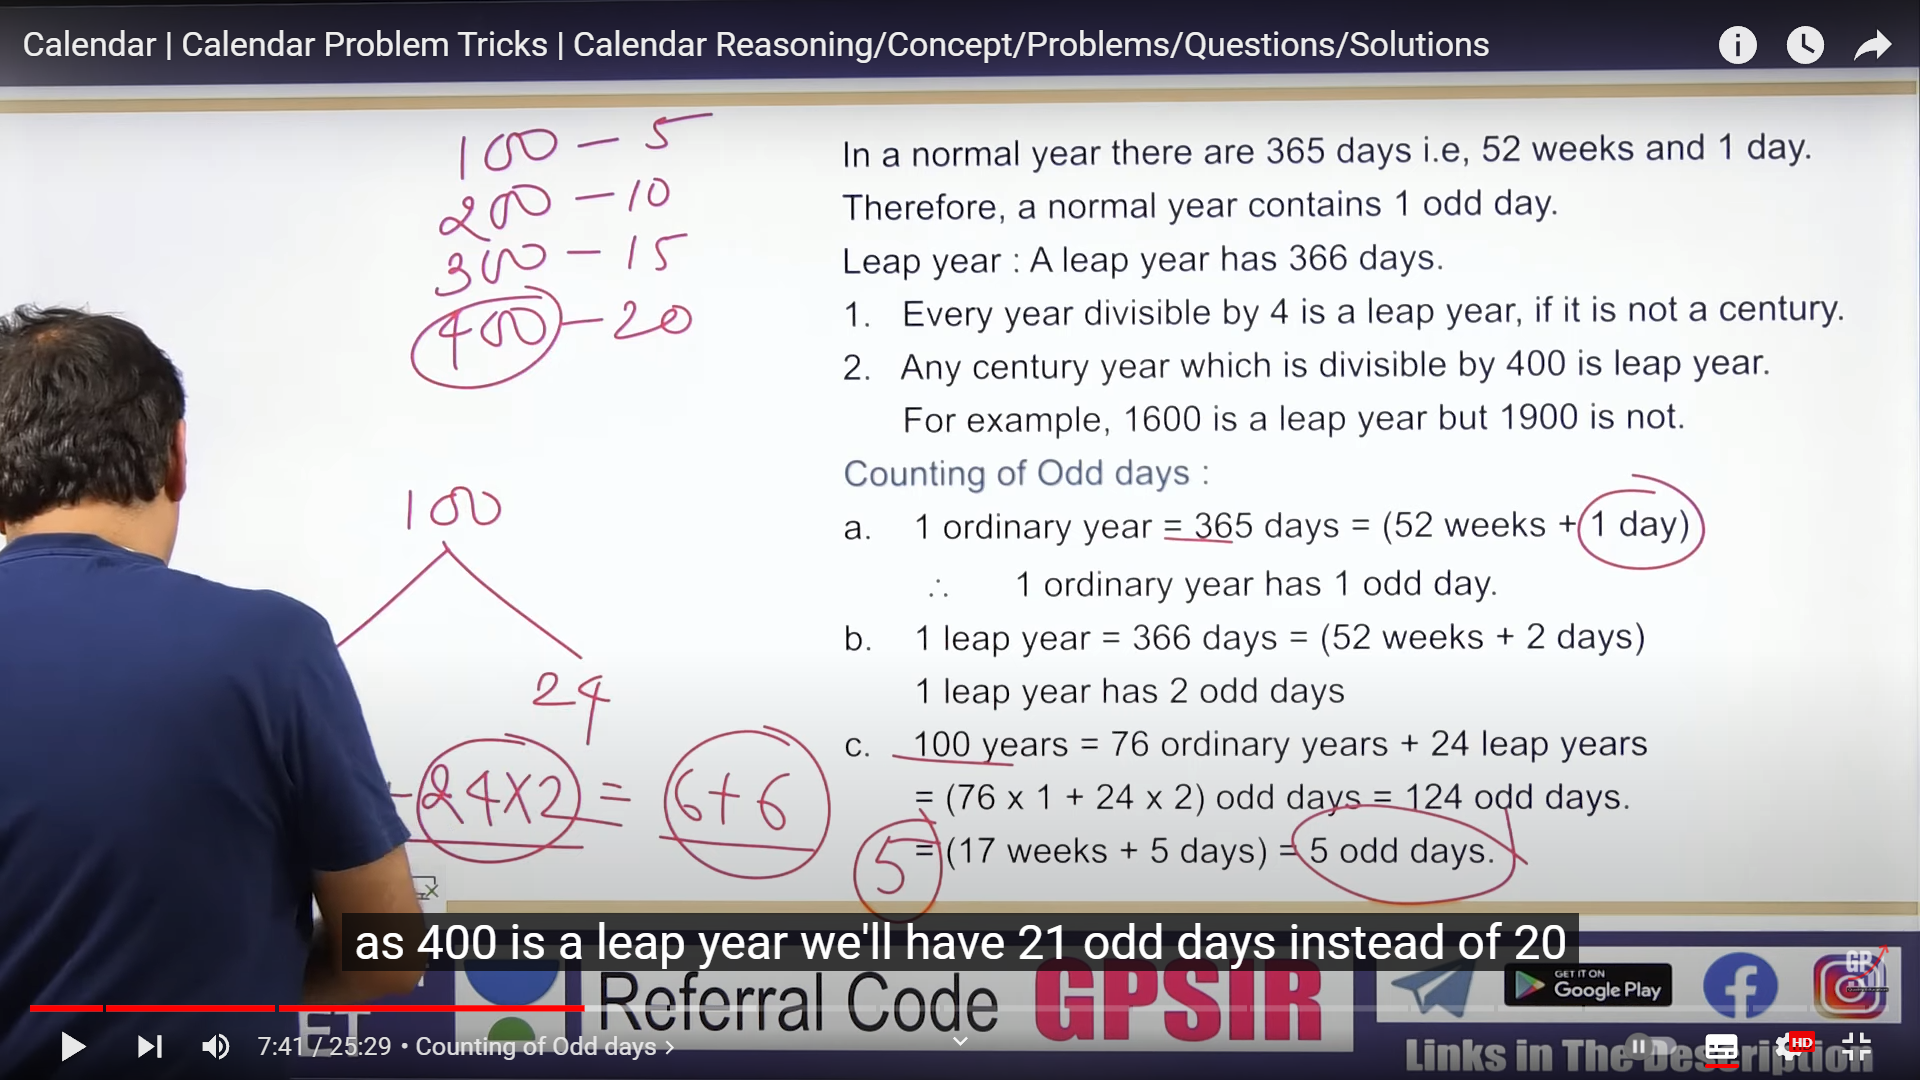 Calendar | Calendar Problem Tricks | Calendar Reasoning/Concept/Problems/Questions/Solutions
100 – 5
200 – 10
300 – 15
400 – 20
100
24
24×2 = 6+6
5
In a normal year there are 365 days i.e, 52 weeks and 1 day.
Therefore, a normal year contains 1 odd day.
Leap year : A leap year has 366 days.
1. Every year divisible by 4 is a leap year, if it is not a century.
2. Any century year which is divisible by 400 is leap year.
For example, 1600 is a leap year but 1900 is not.
Counting of Odd days :
a. 1 ordinary year = 365 days = (52 weeks + 1 day)
∴ 1 ordinary year has 1 odd day.
b. 1 leap year = 366 days = (52 weeks + 2 days)
1 leap year has 2 odd days
c. 100 years = 76 ordinary years + 24 leap years
= (76 x 1 + 24 x 2) odd days = 124 odd days.
= (17 weeks + 5 days) = 5 odd days.
as 400 is a leap year we'll have 21 odd days instead of 20
Referral Code GPSIR
GET IT ON
Google Play
GP
7:41 / 25:29 • Counting of Odd days
HD
Links in The Description